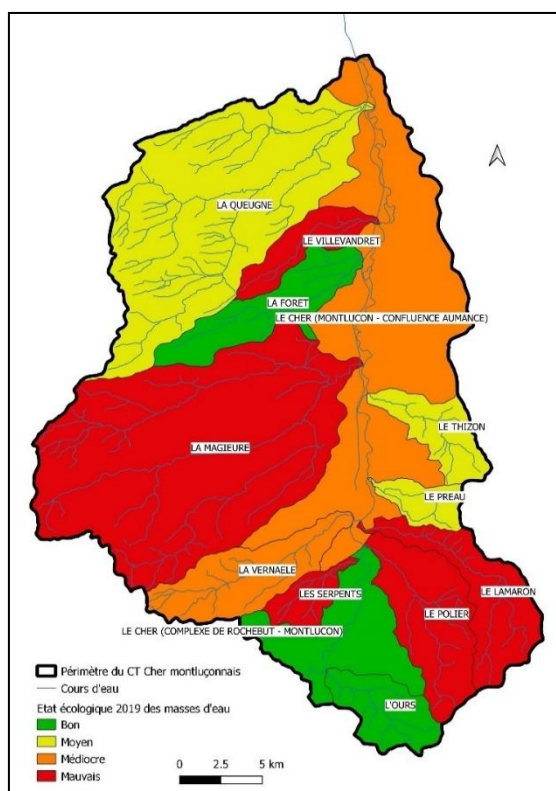 LA QUEUGNE
LE VILLEVANDRET
LA FORET
LE CHER (MONTLUCON - CONFLUENCE AUMANCE)
LE THIZON
LA MAGIEURE
LE PREAU
LA VERNAELE
LES SERPENTS
LE LAMARON
LE POLIER
LE CHER (COMPLEXE DE ROCHEBUT - MONTLUCON)
L'OURS
Périmètre du CT Cher montluçonnais
Cours d'eau
Etat écologique 2019 des masses d'eau
Bon
Moyen
Médiocre
Mauvais
0 2.5 5 km